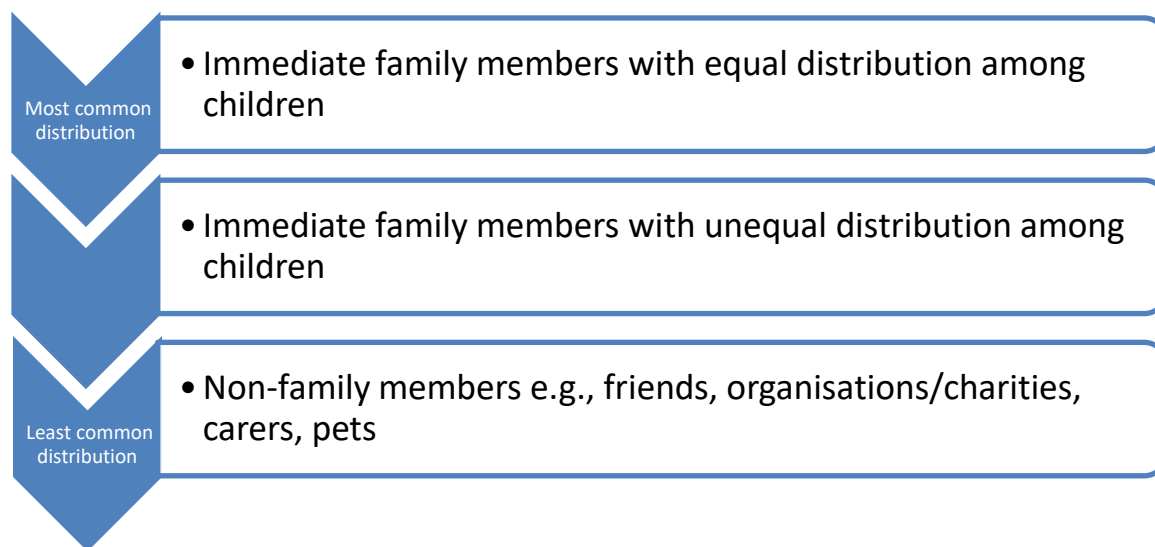 Most common
distribution
• Immediate family members with equal distribution among
children
• Immediate family members with unequal distribution among
children
Least common
distribution
• Non-family members e.g., friends, organisations/charities,
carers, pets